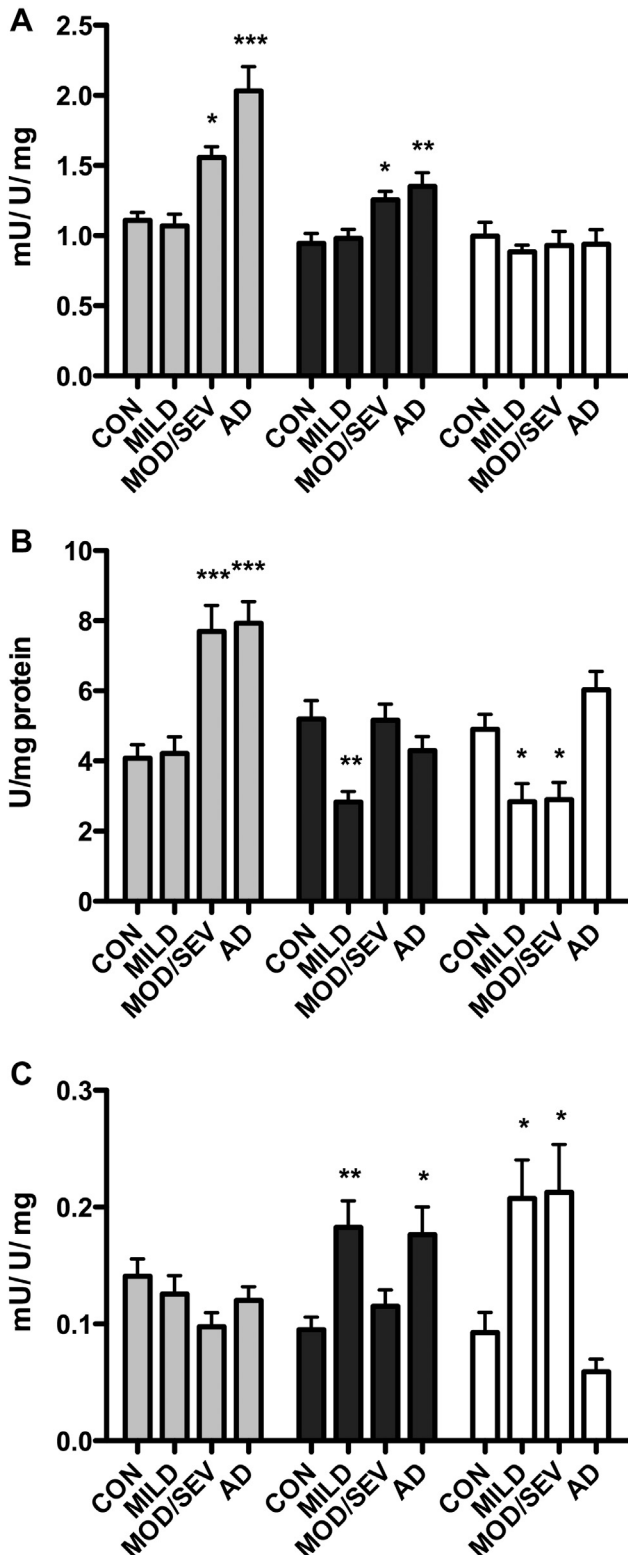 A
mU/ U/ mg
2.5
2.0
1.5
1.0
0.5
0.0
* *** * **
CON MILD MOD/SEV AD CON MILD MOD/SEV AD CON MILD MOD/SEV AD
B
U/mg protein
10
8
6
4
2
0
*** *** ** * *
CON MILD MOD/SEV AD CON MILD MOD/SEV AD CON MILD MOD/SEV AD
C
mU/ U/ mg
0.3
0.2
0.1
0.0
** * * *
CON MILD MOD/SEV AD CON MILD MOD/SEV AD CON MILD MOD/SEV AD